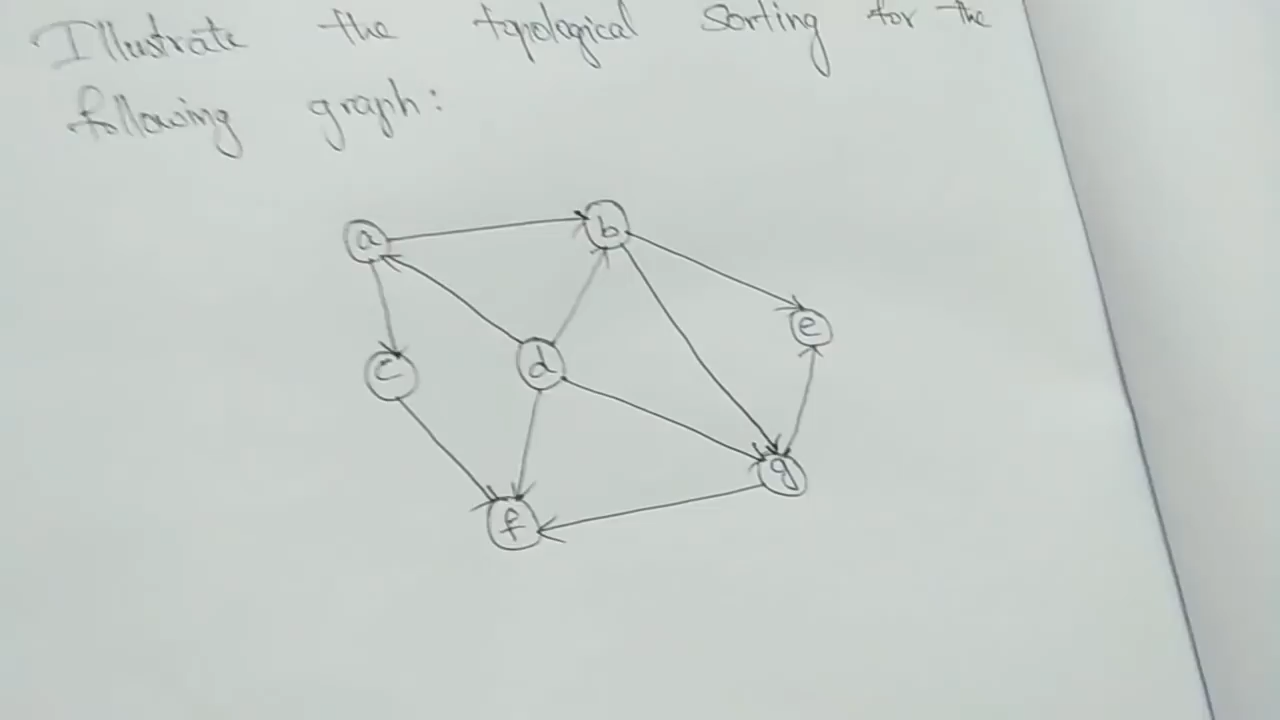 Illustrate the topological Sorting for the
following graph:
a
b
e
c
d
g
f